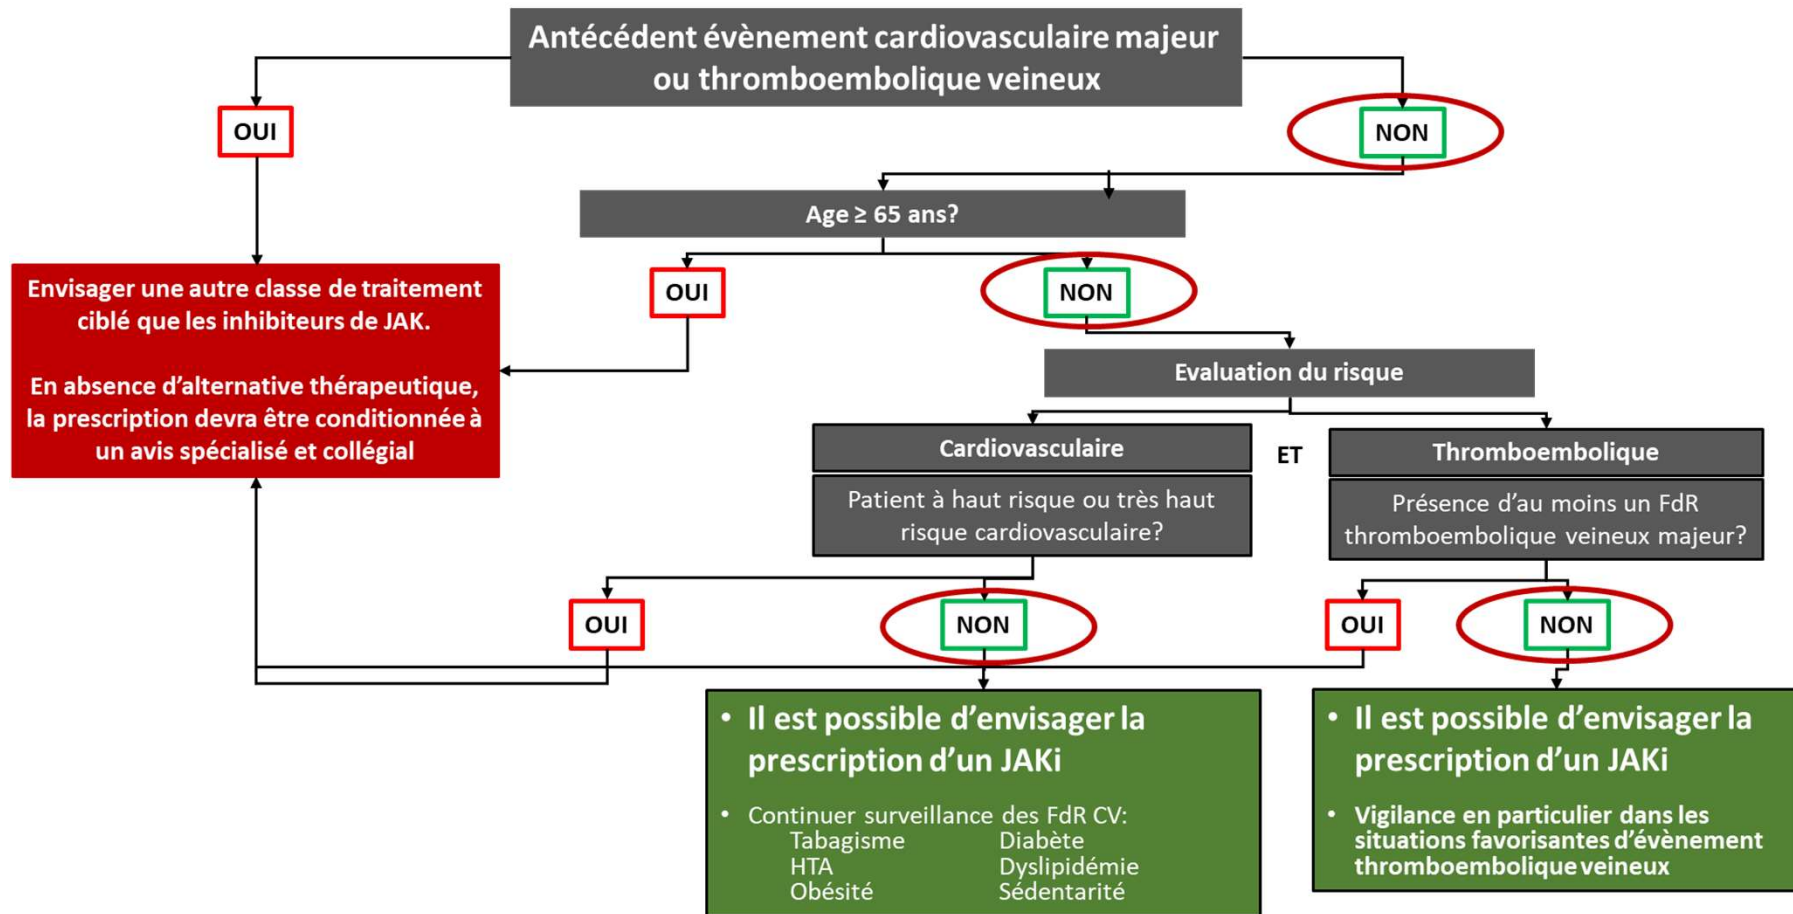 Antécédent évènement cardiovasculaire majeur
ou thromboembolique veineux
OUI
NON
Age ≥ 65 ans?
OUI
NON
Envisager une autre classe de traitement
ciblé que les inhibiteurs de JAK.
En absence d'alternative thérapeutique,
la prescription devra être conditionnée à
un avis spécialisé et collégial
Evaluation du risque
Cardiovasculaire
ET
Thromboembolique
Patient à haut risque ou très haut
risque cardiovasculaire?
Présence d'au moins un FdR
thromboembolique veineux majeur?
OUI
NON
OUI
NON
• Il est possible d'envisager la
prescription d'un JAKi
• Continuer surveillance des FdR CV:
Tabagisme Diabète
HTA Dyslipidémie
Obésité Sédentarité
• Il est possible d'envisager la
prescription d'un JAKi
• Vigilance en particulier dans les
situations favorisantes d'évènement
thromboembolique veineux